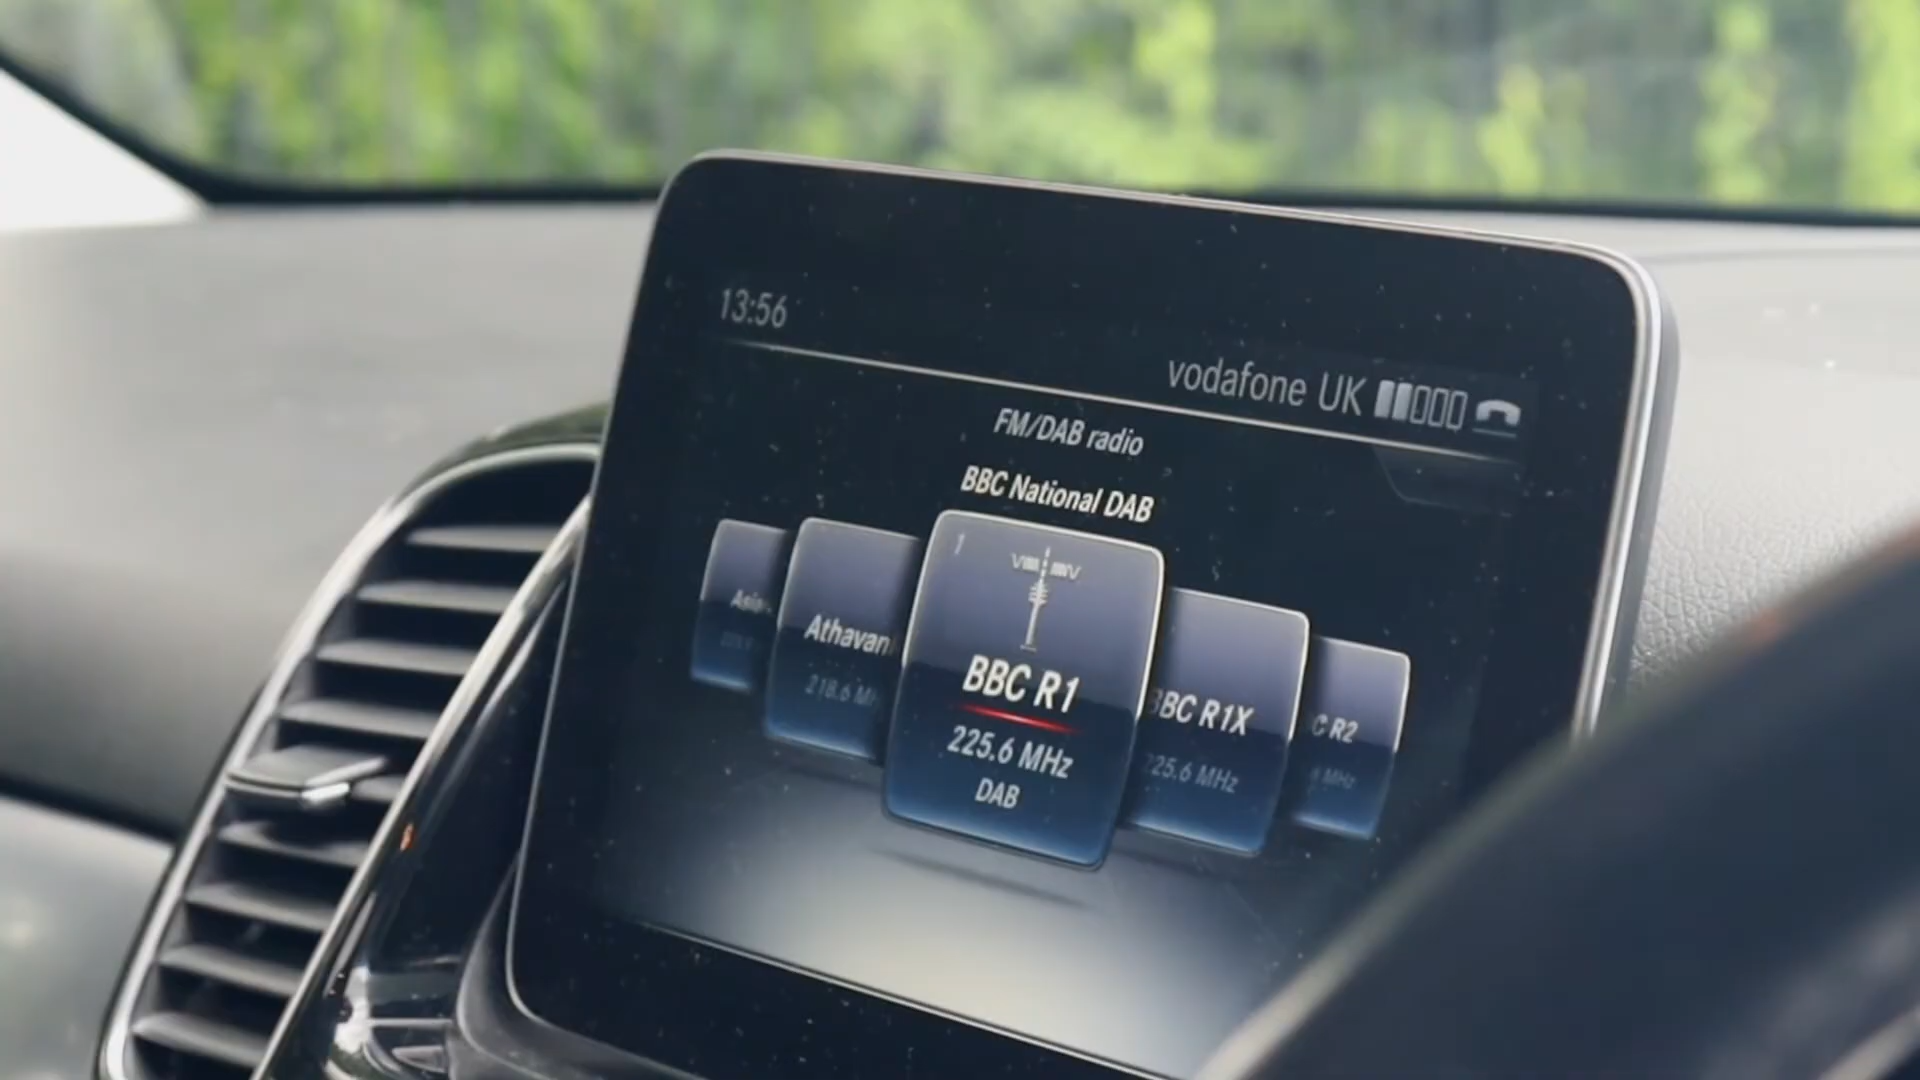 13:56
vodafone UK
FM/DAB radio
BBC National DAB
1
Athavan
218.6
BBC R1
225.6 MHz
DAB
BBC R1X
225.6 MHz
R2
MHz